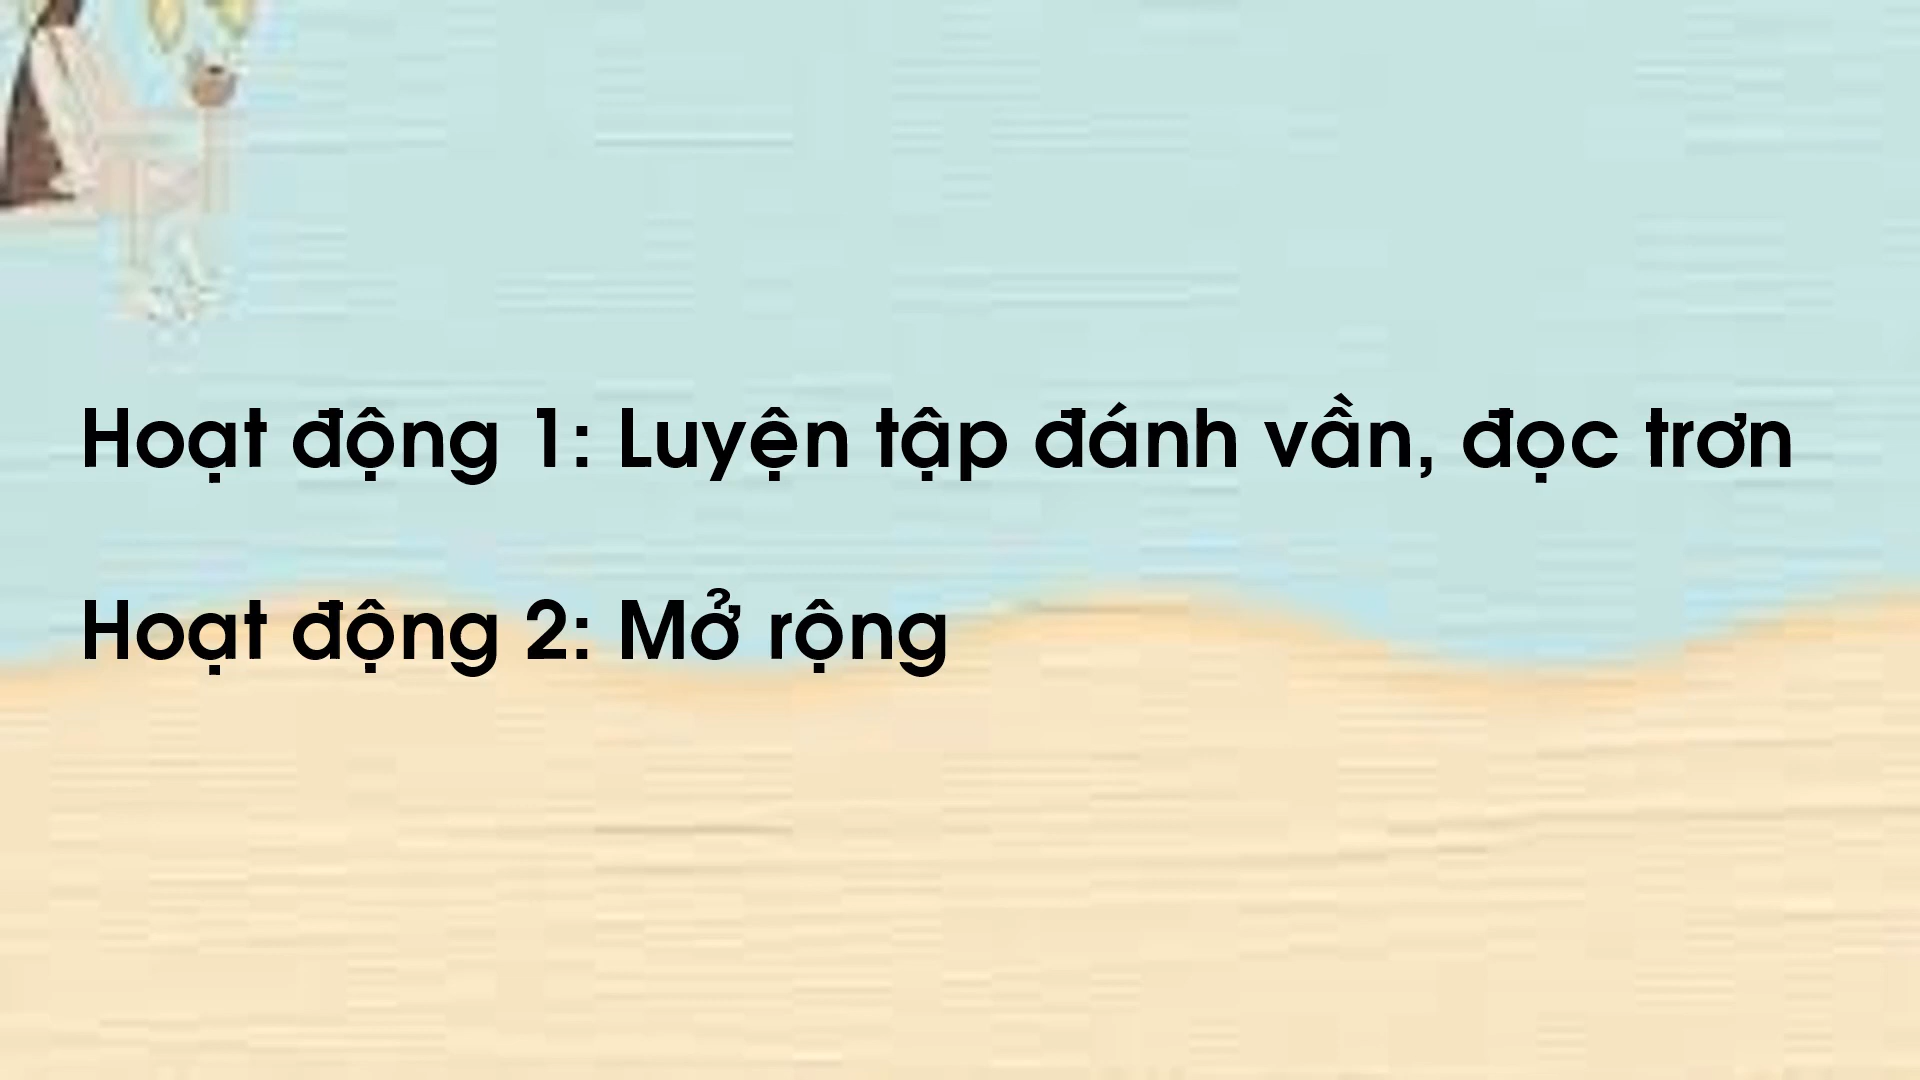 Hoạt động 1: Luyện tập đánh vần, đọc trơn
Hoạt động 2: Mở rộng